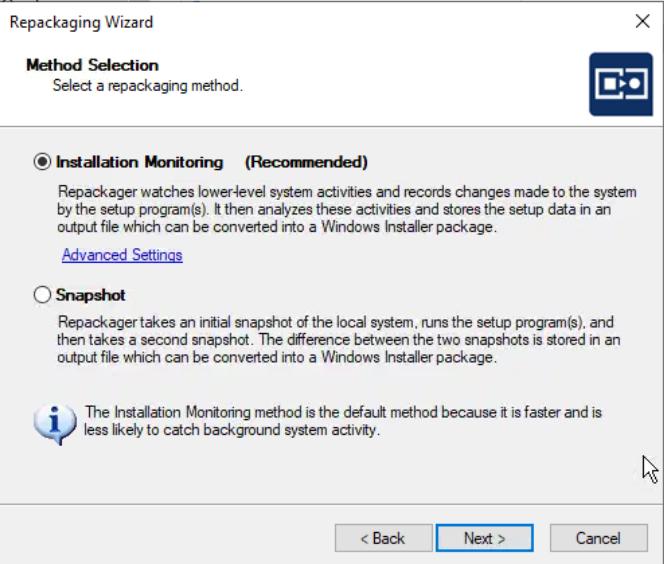 Repackaging Wizard
Method Selection
Select a repackaging method.
Installation Monitoring (Recommended)
Repackager watches lower-level system activities and records changes made to the system
by the setup program(s). It then analyzes these activities and stores the setup data in an
output file which can be converted into a Windows Installer package.
Advanced Settings
Snapshot
Repackager takes an initial snapshot of the local system, runs the setup program(s), and
then takes a second snapshot. The difference between the two snapshots is stored in an
output file which can be converted into a Windows Installer package.
The Installation Monitoring method is the default method because it is faster and is
less likely to catch background system activity.
< Back Next > Cancel